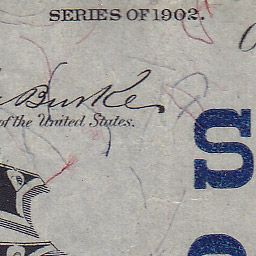 SERIES OF 1902.
Burke
of the United States.
S